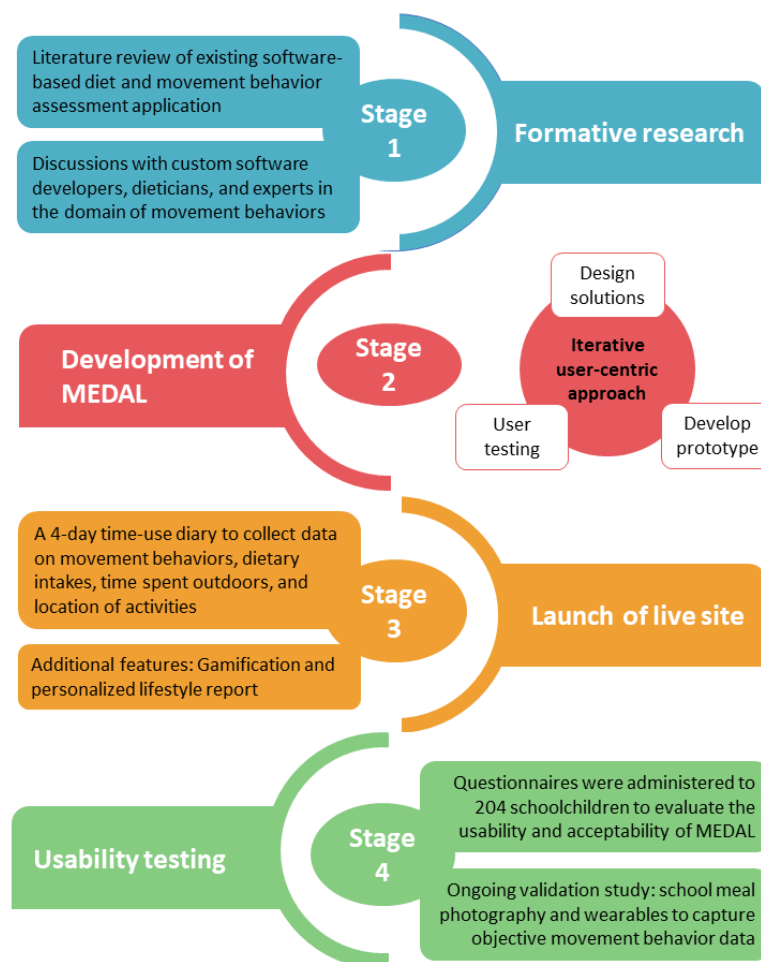 Literature review of existing software-
based diet and movement behavior
assessment application
Stage
1
Formative research
Discussions with custom software
developers, dieticians, and experts in
the domain of movement behaviors
Development of
MEDAL
Stage
2
Design
solutions
Iterative
user-centric
approach
User
testing
Develop
prototype
A 4-day time-use diary to collect data
on movement behaviors, dietary
intakes, time spent outdoors, and
location of activities
Stage
3
Launch of live site
Additional features: Gamification and
personalized lifestyle report
Usability testing
Stage
4
Questionnaires were administered to
204 schoolchildren to evaluate the
usability and acceptability of MEDAL
Ongoing validation study: school meal
photography and wearables to capture
objective movement behavior data